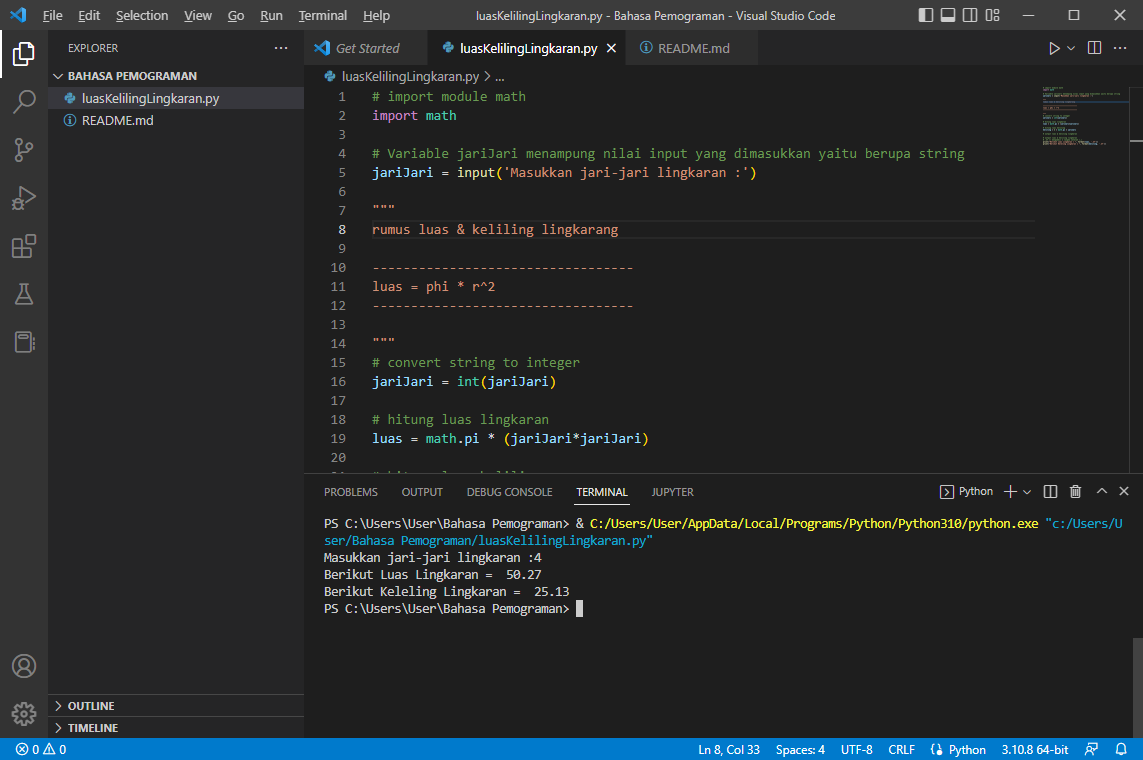 File Edit Selection View Go Run Terminal Help luasKelilingLingkaran.py - Bahasa Pemograman - Visual Studio Code
EXPLORER
BAHASA PEMOGRAMAN
luasKelilingLingkaran.py
README.md
OUTLINE
TIMELINE
Get Started luasKelilingLingkaran.py README.md
luasKelilingLingkaran.py > ...
1 # import module math
2 import math
3
4 # Variable jariJari menampung nilai input yang dimasukkan yaitu berupa string
5 jariJari = input('Masukkan jari-jari lingkaran :')
6
7 """
8 rumus luas & keliling lingkarang
9
10 ----------------------------------
11 luas = phi * r^2
12 ----------------------------------
13
14 """
15 # convert string to integer
16 jariJari = int(jariJari)
17
18 # hitung luas lingkaran
19 luas = math.pi * (jariJari*jariJari)
20
PROBLEMS OUTPUT DEBUG CONSOLE TERMINAL JUPYTER Python
PS C:\Users\User\Bahasa Pemograman> & C:/Users/User/AppData/Local/Programs/Python/Python310/python.exe "c:/Users/U
ser/Bahasa Pemograman/luasKelilingLingkaran.py"
Masukkan jari-jari lingkaran :4
Berikut Luas Lingkaran =  50.27
Berikut Keleling Lingkaran =  25.13
PS C:\Users\User\Bahasa Pemograman>
0 0 Ln 8, Col 33 Spaces: 4 UTF-8 CRLF Python 3.10.8 64-bit